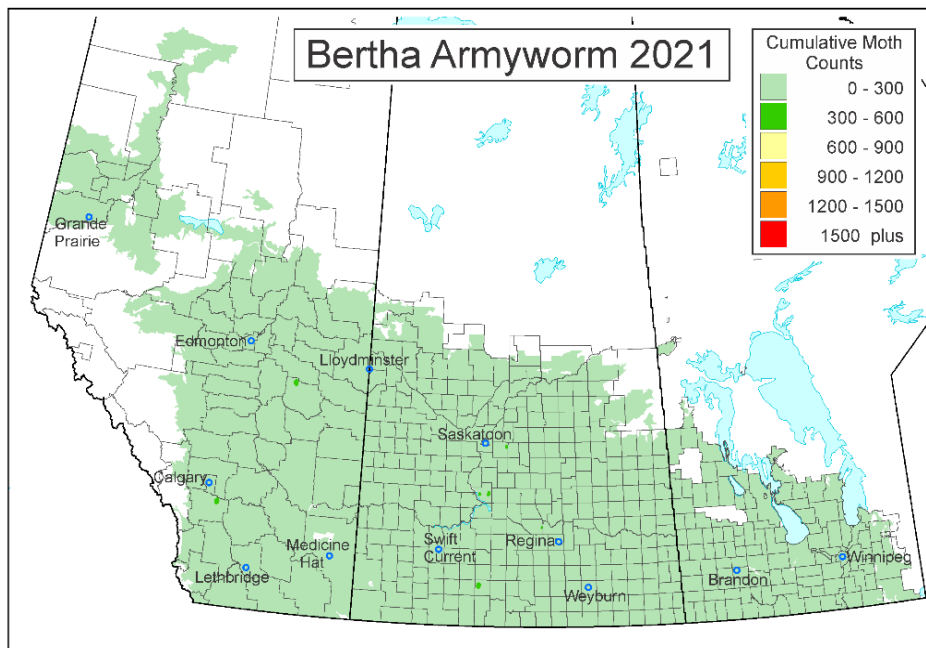 Bertha Armyworm 2021
Cumulative Moth
Counts
0 - 300
300 - 600
600 - 900
900 - 1200
1200 - 1500
1500 plus
Grande
Prairie
Edmonton
Lloydminster
Saskatoon
Calgary
Medicine
Hat
Lethbridge
Swift
Current
Regina
Weyburn
Brandon
Winnipeg